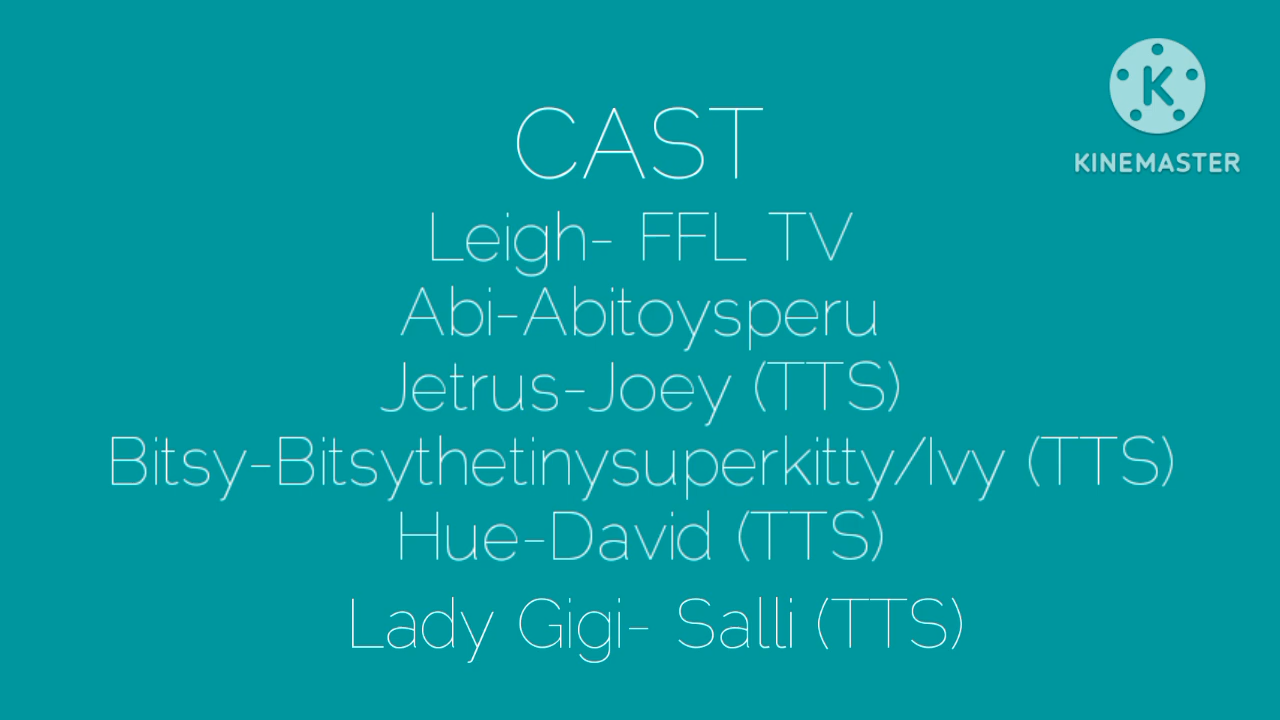 CAST
K
KINEMASTER
Leigh- FFL TV
Abi-Abitoysperu
Jetrus-Joey (TTS)
Bitsy-Bitsythetinysuperkitty/Ivy (TTS)
Hue-David (TTS)
Lady Gigi- Salli (TTS)